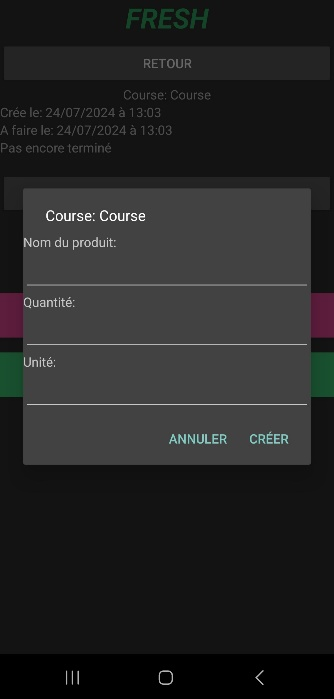 FRESH
RETOUR
Course: Course
Crée le: 24/07/2024 à 13:03
A faire le: 24/07/2024 à 13:03
Pas encore terminé
Course: Course
Nom du produit:
Quantité:
Unité:
ANNULER CRÉER